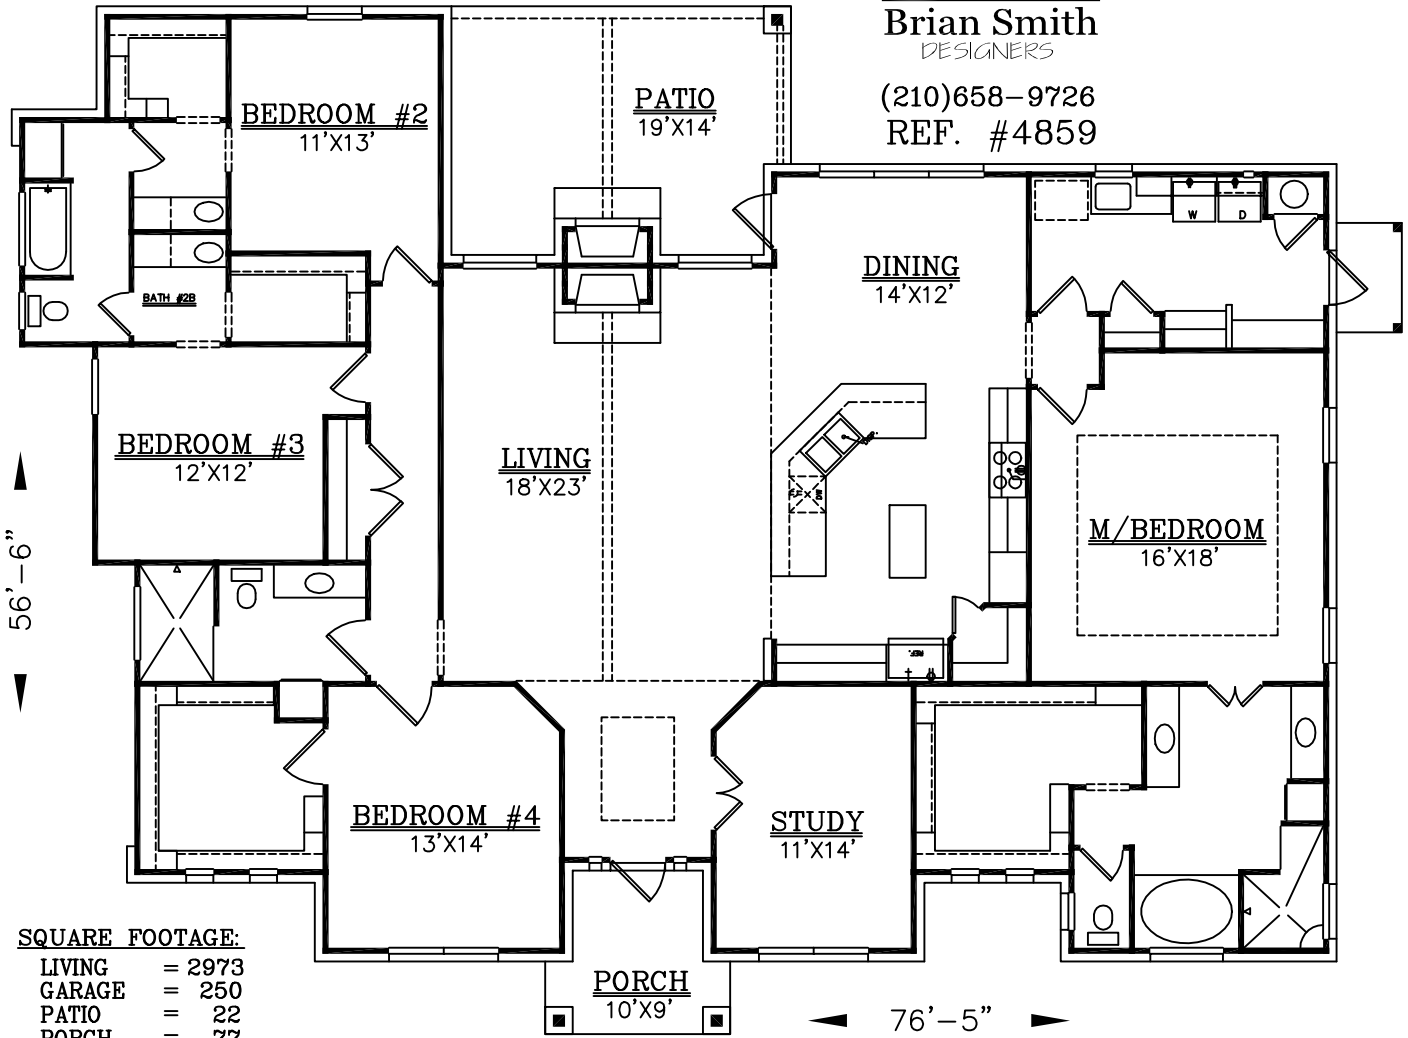 Brian Smith
DESIGNERS
(210)658-9726
REF. #4859
BEDROOM #2
11'X13'
PATIO
19'X14'
W
D
DINING
14'X12'
BATH #2B
BEDROOM #3
12'X12'
LIVING
18'X23'
M/BEDROOM
16'X18'
56'-6"
REF.
BEDROOM #4
13'X14'
STUDY
11'X14'
PORCH
10'X9'
76'-5"
SQUARE FOOTAGE:
LIVING = 2973
GARAGE = 250
PATIO = 22
PORCH = 77